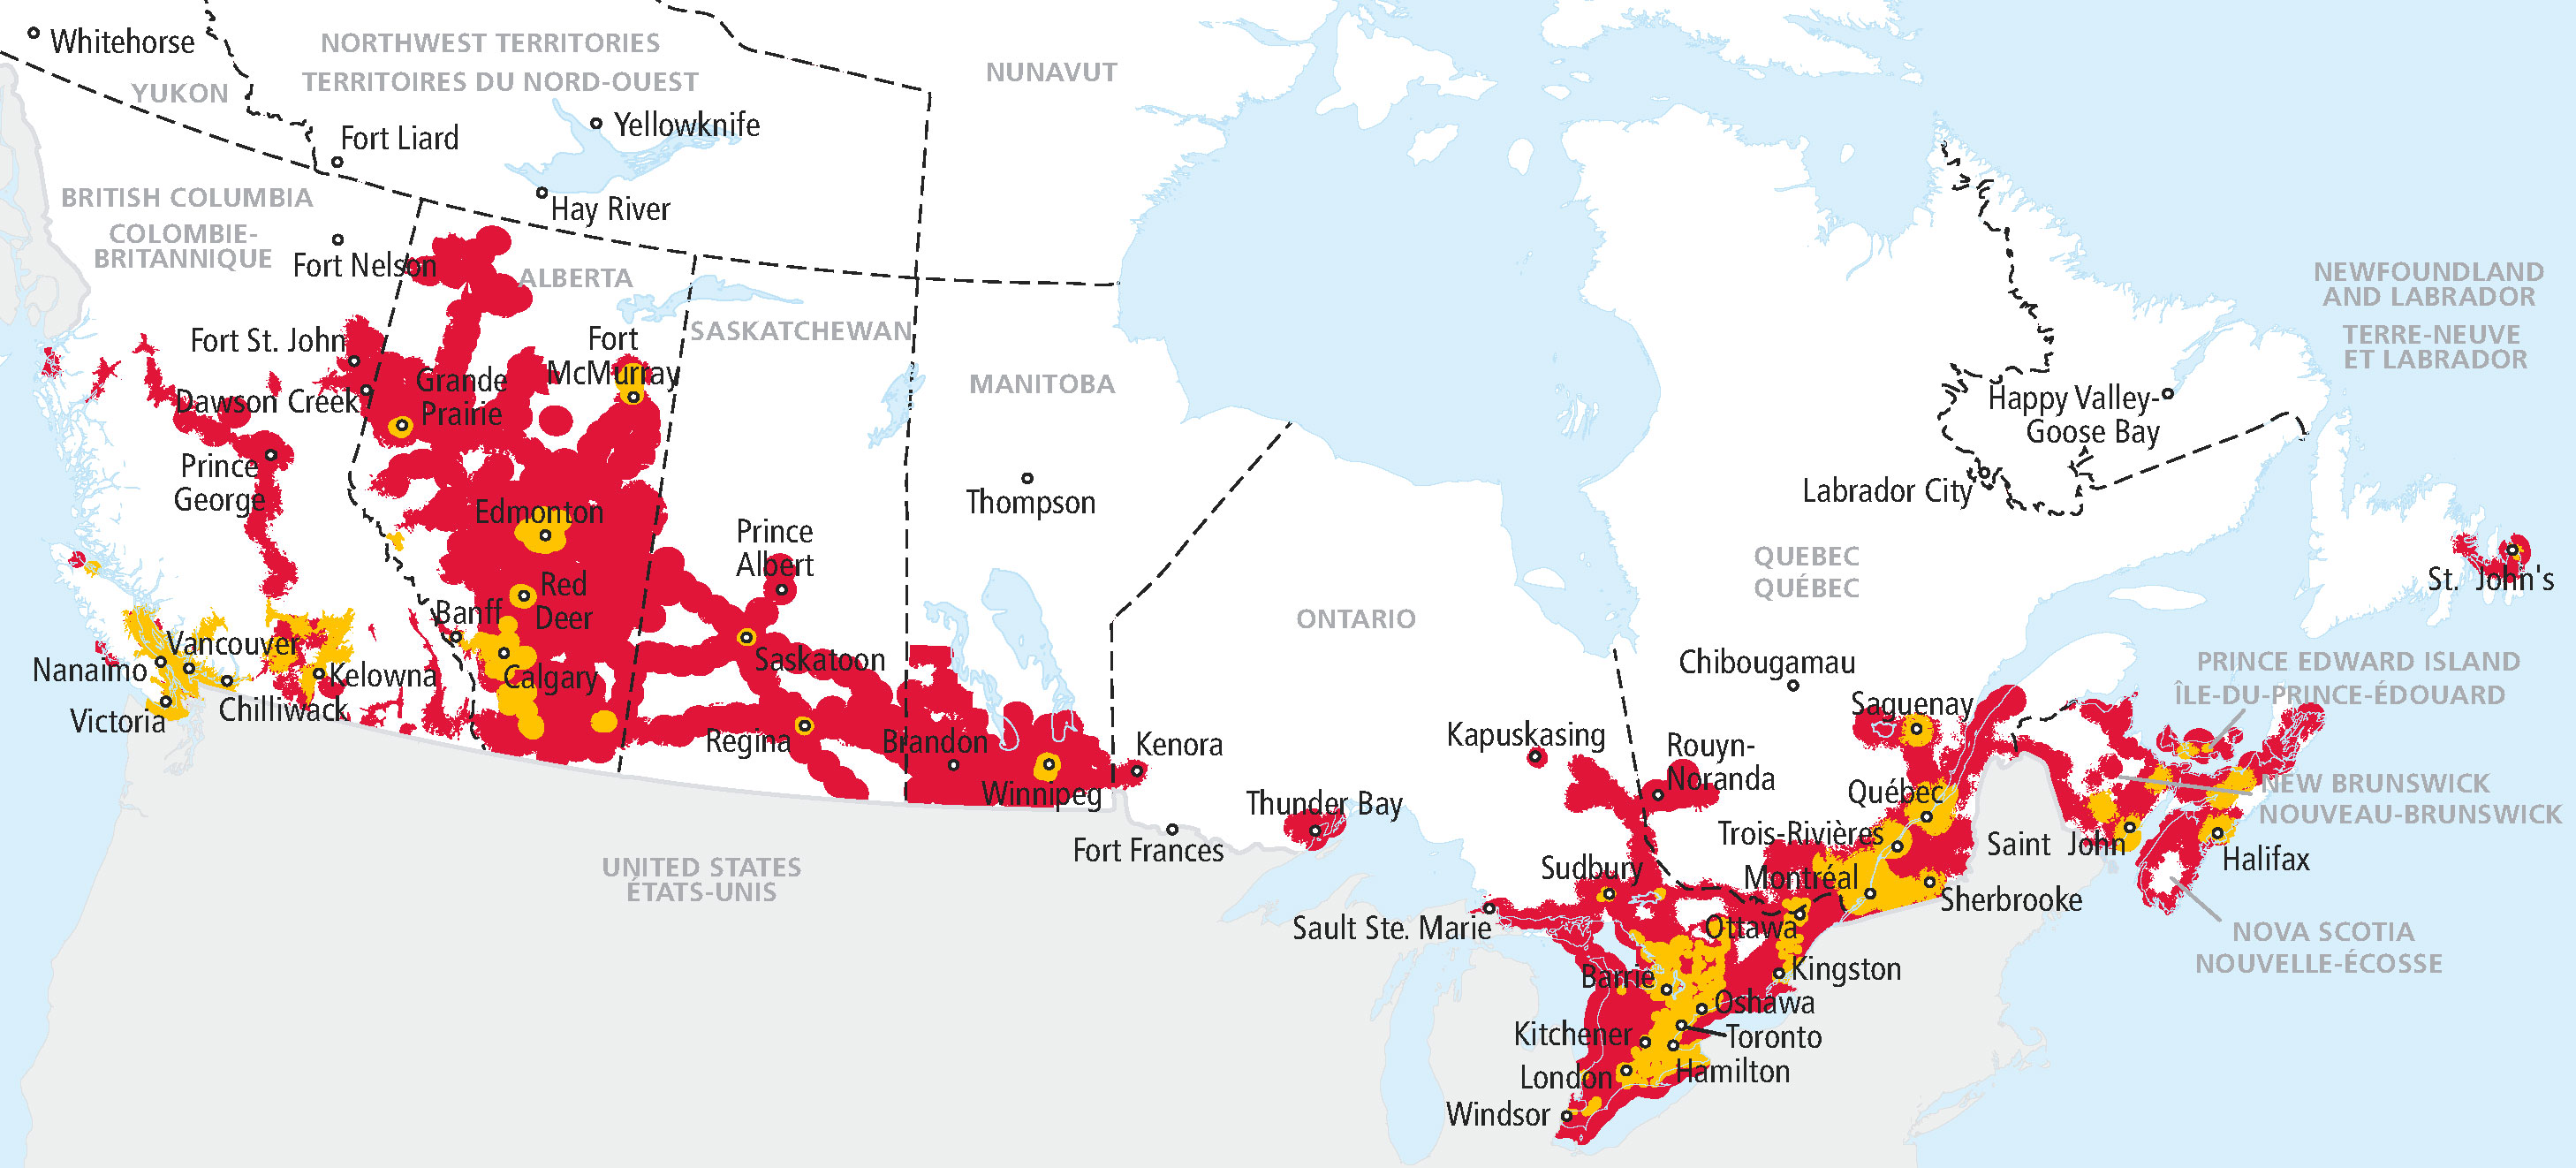 Whitehorse
NORTHWEST TERRITORIES
TERRITOIRES DU NORD-OUEST
YUKON
NUNAVUT
Fort Liard
Yellowknife
Hay River
BRITISH COLUMBIA
COLOMBIE-
BRITANNIQUE
Fort Nelson
ALBERTA
NEWFOUNDLAND
AND LABRADOR
TERRE-NEUVE
ET LABRADOR
Fort St. John
Fort
McMurray
SASKATCHEWAN
MANITOBA
Dawson Creek
Grande
Prairie
Happy Valley-
Goose Bay
Prince
George
Edmonton
Prince
Albert
Thompson
Labrador City
QUEBEC
QUÉBEC
St. John's
Red
Deer
Banff
ONTARIO
Vancouver
Nanaimo
Kelowna
Calgary
Saskatoon
Chibougamau
PRINCE EDWARD ISLAND
ÎLE-DU-PRINCE-ÉDOUARD
Victoria
Chilliwack
Regina
Brandon
Winnipeg
Kenora
Kapuskasing
Rouyn-
Noranda
Saguenay
Québec
NEW BRUNSWICK
NOUVEAU-BRUNSWICK
Thunder Bay
Fort Frances
Trois-Rivières
Saint John
Halifax
UNITED STATES
ÉTATS-UNIS
Sudbury
Montréal
Sherbrooke
Sault Ste. Marie
Ottawa
NOVA SCOTIA
NOUVELLE-ÉCOSSE
Barrie
Kingston
Oshawa
Kitchener
Toronto
London
Hamilton
Windsor